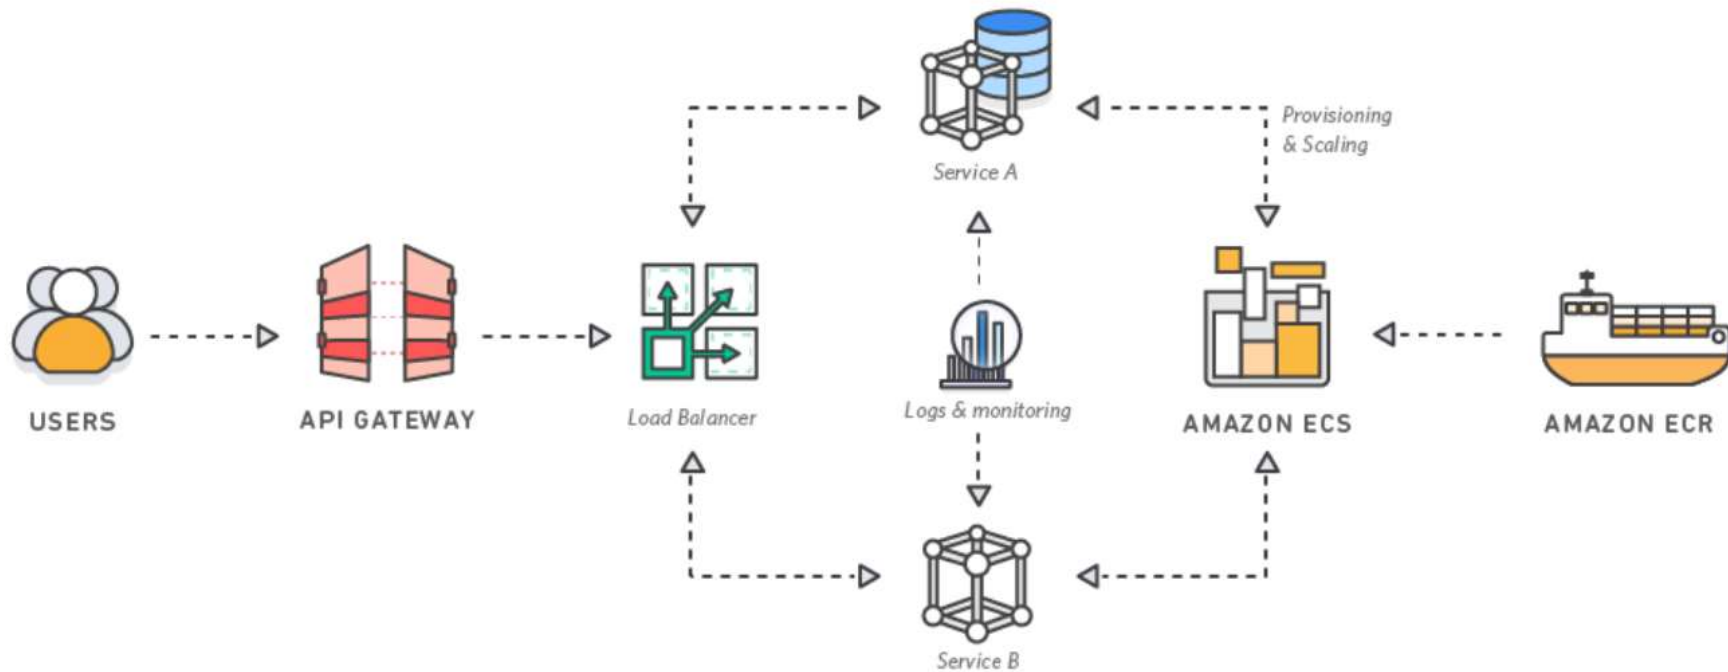 Provisioning
& Scaling
Service A
USERS
API GATEWAY
Load Balancer
Logs & monitoring
AMAZON ECS
AMAZON ECR
Service B